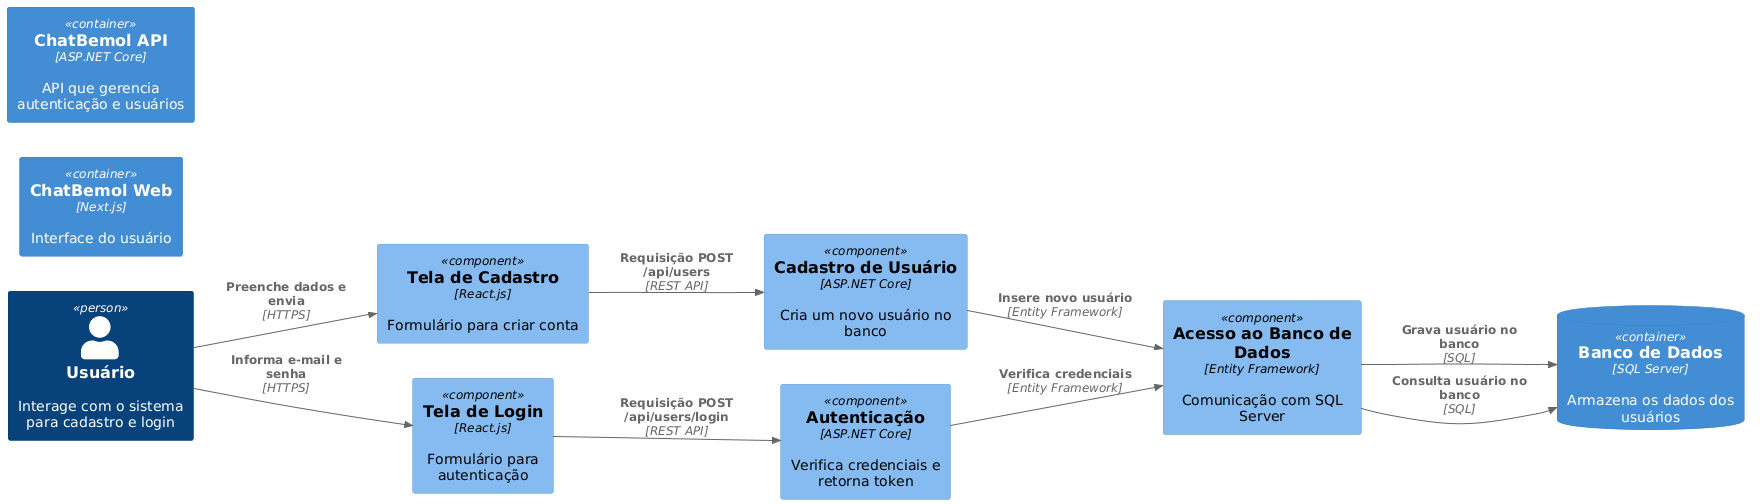 «container»
ChatBemol API
[ASP.NET Core]
API que gerencia
autenticação e usuários
«container»
ChatBemol Web
[Next.js]
Interface do usuário
«person»
Usuário
Interage com o sistema
para cadastro e login
Preenche dados e
envia
[HTTPS]
Informa e-mail e
senha
[HTTPS]
«component»
Tela de Cadastro
[React.js]
Formulário para criar conta
«component»
Tela de Login
[React.js]
Formulário para
autenticação
Requisição POST
/api/users
[REST API]
Requisição POST
/api/users/login
[REST API]
«component»
Cadastro de Usuário
[ASP.NET Core]
Cria um novo usuário no
banco
«component»
Autenticação
[ASP.NET Core]
Verifica credenciais e
retorna token
Insere novo usuário
[Entity Framework]
Verifica credenciais
[Entity Framework]
«component»
Acesso ao Banco de
Dados
[Entity Framework]
Comunicação com SQL
Server
Grava usuário no
banco
[SQL]
Consulta usuário no
banco
[SQL]
«container»
Banco de Dados
[SQL Server]
Armazena os dados dos
usuários